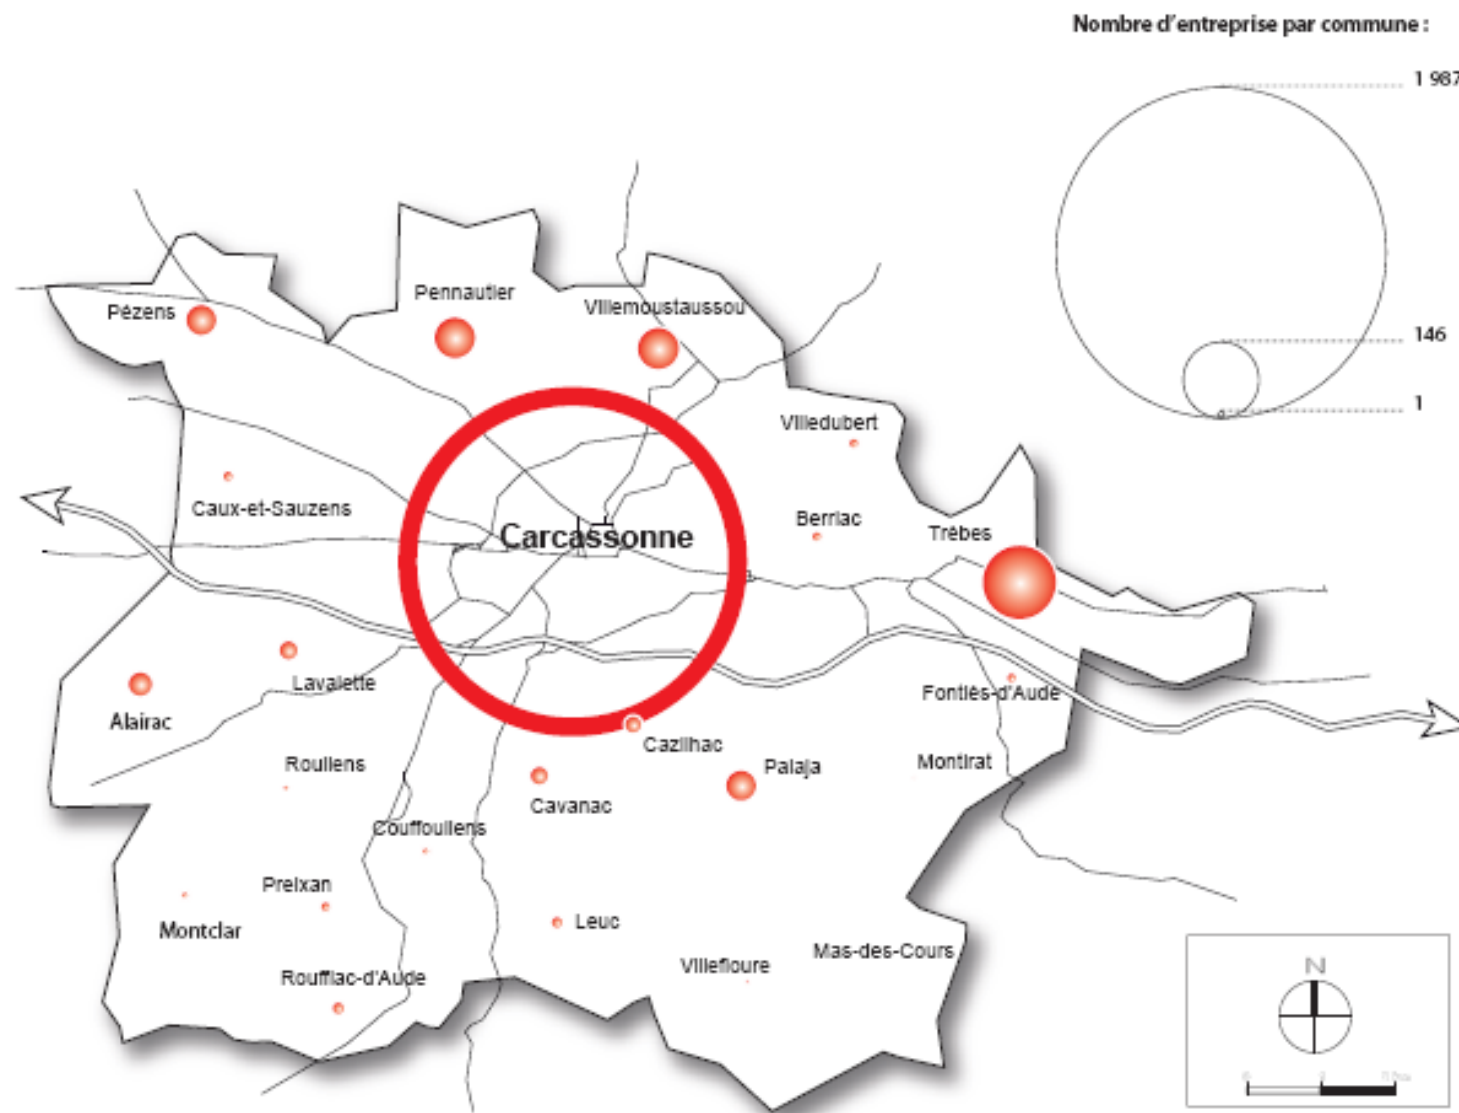 Nombre d'entreprise par commune :
1 987
146
1
Pennautier
Villemoustaussou
Pézens
Villedubert
Caux-et-Sauzens
Berriac
Carcassonne
Trèbes
Lavalette
Fontiès-d'Aude
Alairac
Cazilhac
Roullens
Palaja
Montirat
Cavanac
Couffoulens
Preixan
Leuc
Montclar
Mas-des-Cours
Villefloure
Rouffiac-d'Aude
N